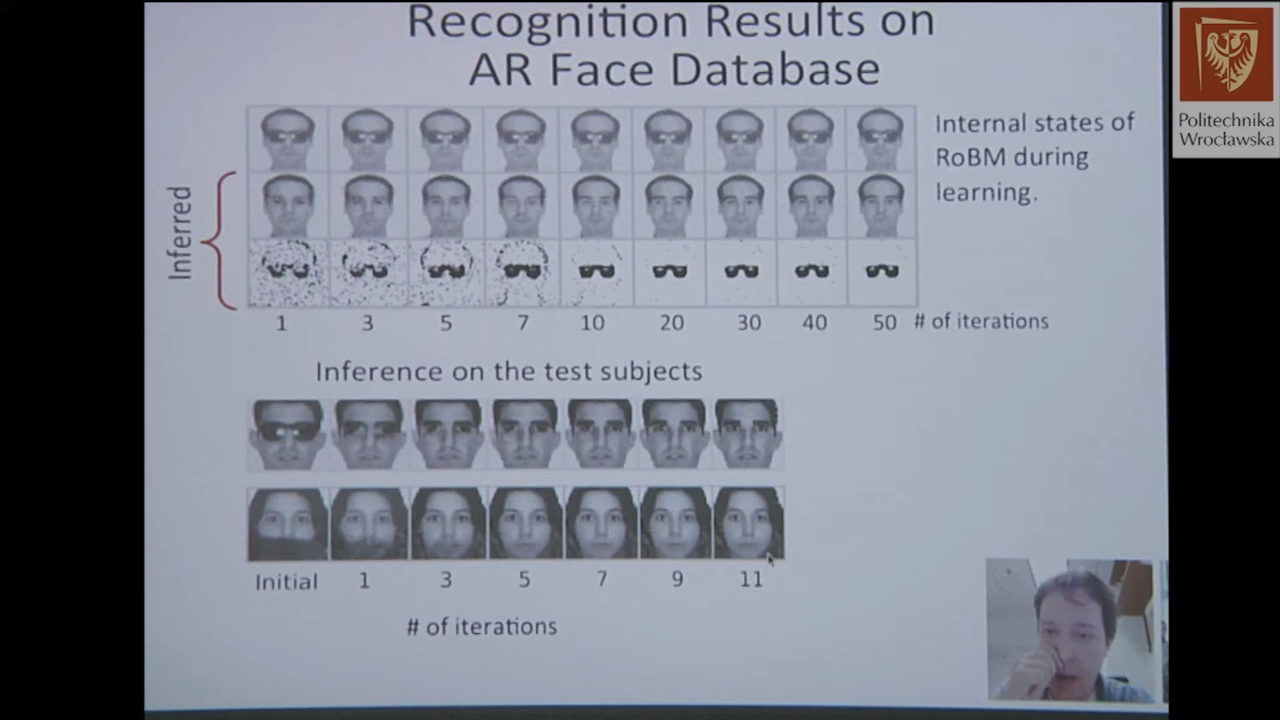 Recognition Results on
AR Face Database
Politechnika
Wrocławska
Internal states of
RoBM during
learning.
Inferred
1 3 5 7 10 20 30 40 50 # of iterations
Inference on the test subjects
Initial 1 3 5 7 9 11
# of iterations